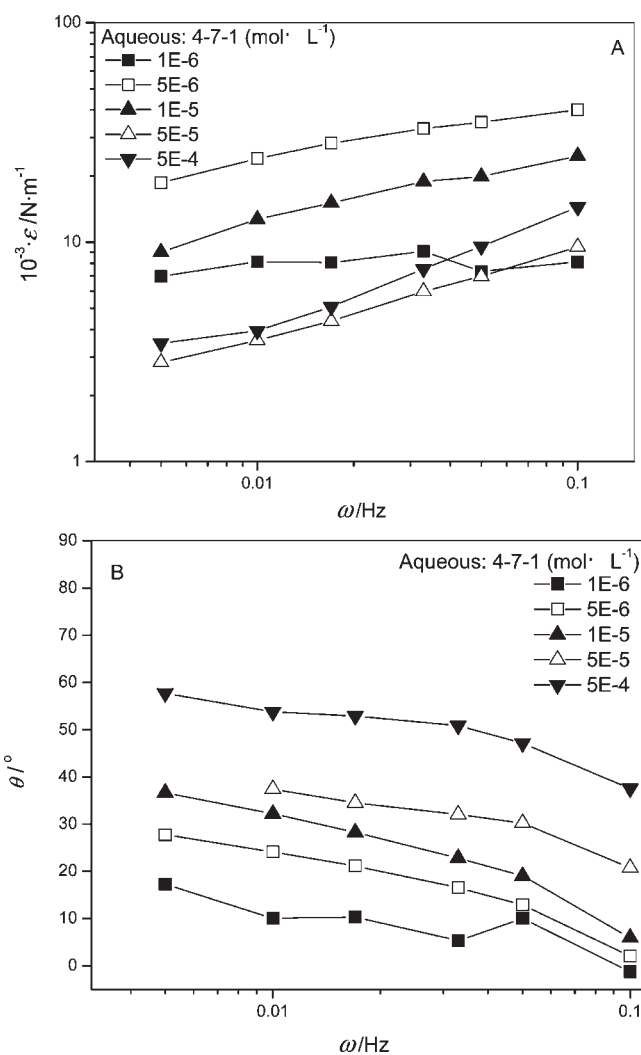 100
Aqueous: 4-7-1 (mol· L⁻¹)
A
1E-6
5E-6
1E-5
5E-5
5E-4
10
1
10⁻³·ε/N·m⁻¹
0.01
0.1
ω/Hz
90
Aqueous: 4-7-1 (mol· L⁻¹)
B
80
1E-6
5E-6
70
1E-5
5E-5
60
5E-4
50
40
30
20
10
0
θ/°
0.01
0.1
ω/Hz